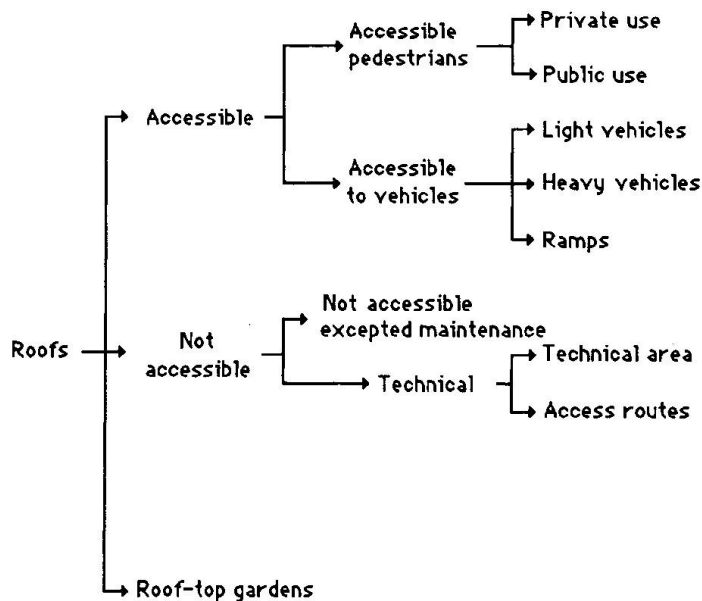 Accessible
pedestrians
Private use
Public use
Accessible
Light vehicles
Accessible
to vehicles
Heavy vehicles
Ramps
Not accessible
excepted maintenance
Roofs
Not
accessible
Technical area
Technical
Access routes
Roof-top gardens